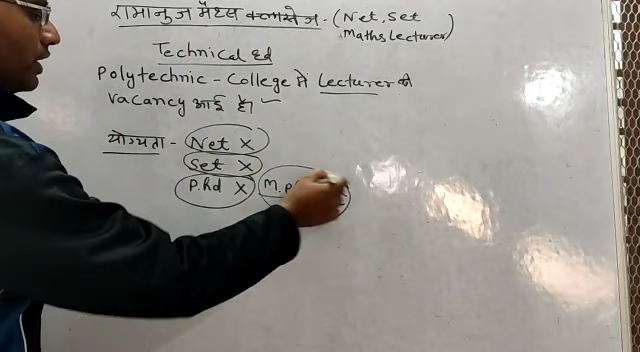 रामानुज मैथ्स क्लासेज - (Net, Set
Maths Lecturer)
Technical Ed
Polytechnic - College में Lecturer की
Vacancy आई है।
योग्यता - Net X
Set X
P.hd X